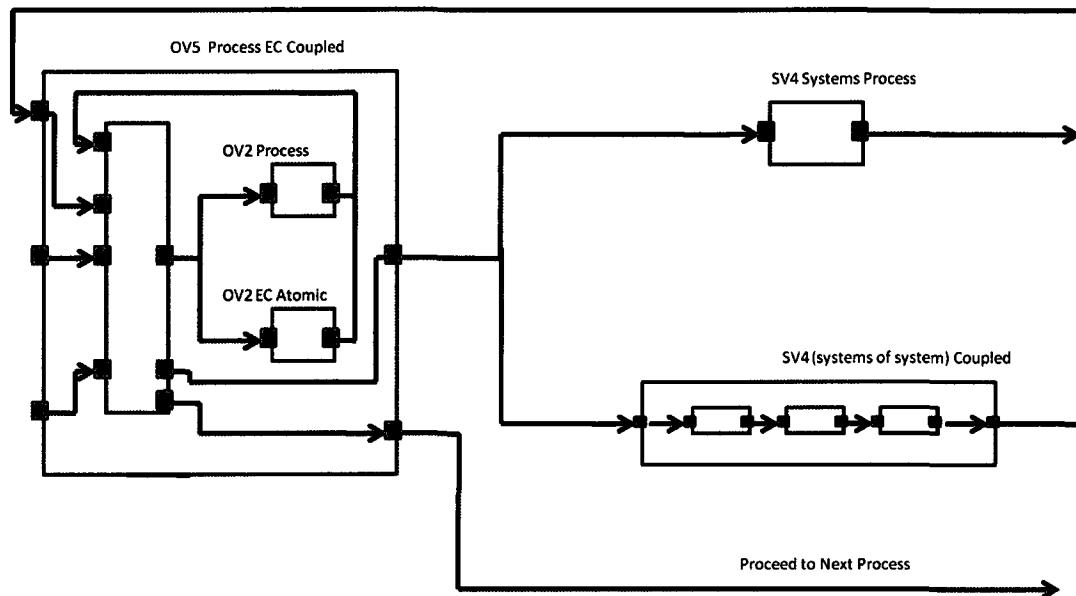 OV5 Process EC Coupled
SV4 Systems Process
OV2 Process
OV2 EC Atomic
SV4 (systems of system) Coupled
Proceed to Next Process